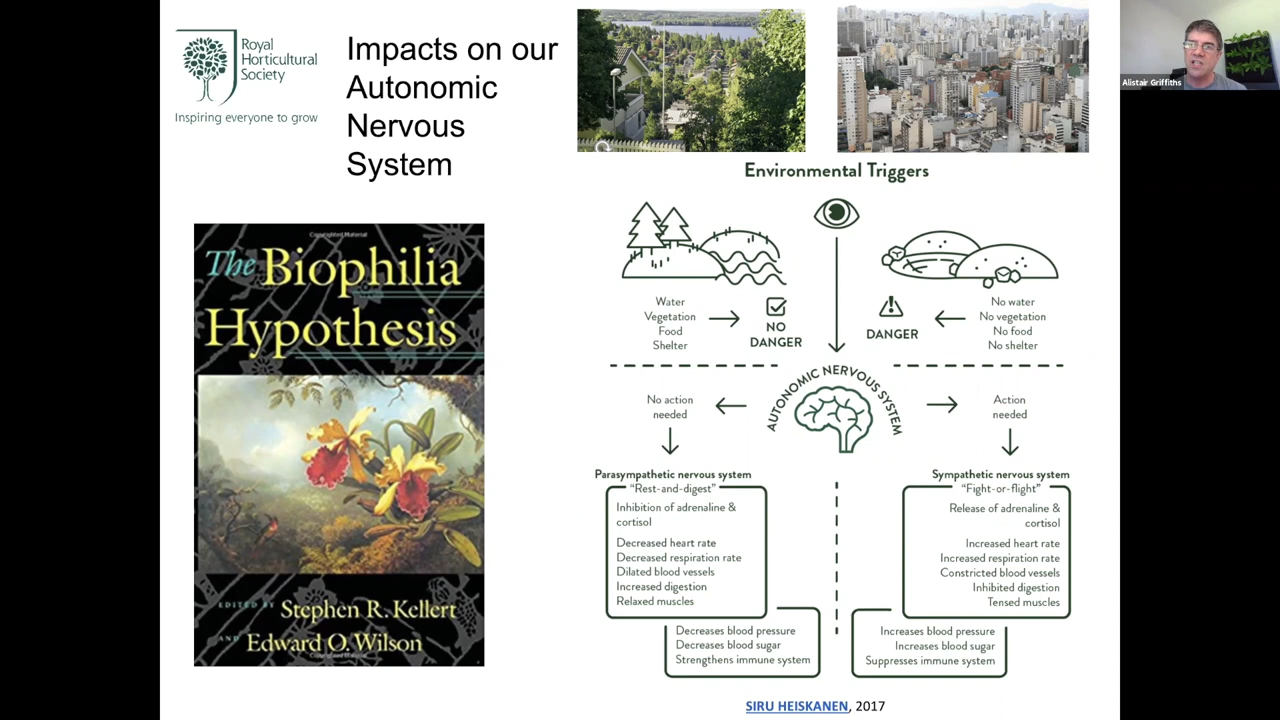 Royal
Horticultural
Society
Inspiring everyone to grow
Impacts on our
Autonomic
Nervous
System
Alistair Griffiths
Copyrighted Material
The Biophilia
Hypothesis
EDITED BY Stephen R. Kellert
AND Edward O. Wilson
Copyrighted Material
Environmental Triggers
Water
Vegetation
Food
Shelter
NO
DANGER
DANGER
No water
No vegetation
No food
No shelter
AUTONOMIC NERVOUS SYSTEM
No action
needed
Action
needed
Parasympathetic nervous system
“Rest-and-digest”
Inhibition of adrenaline &
cortisol
Decreased heart rate
Decreased respiration rate
Dilated blood vessels
Increased digestion
Relaxed muscles
Decreases blood pressure
Decreases blood sugar
Strengthens immune system
Sympathetic nervous system
“Fight-or-flight”
Release of adrenaline &
cortisol
Increased heart rate
Increased respiration rate
Constricted blood vessels
Inhibited digestion
Tensed muscles
Increases blood pressure
Increases blood sugar
Suppresses immune system
SIRU HEISKANEN, 2017